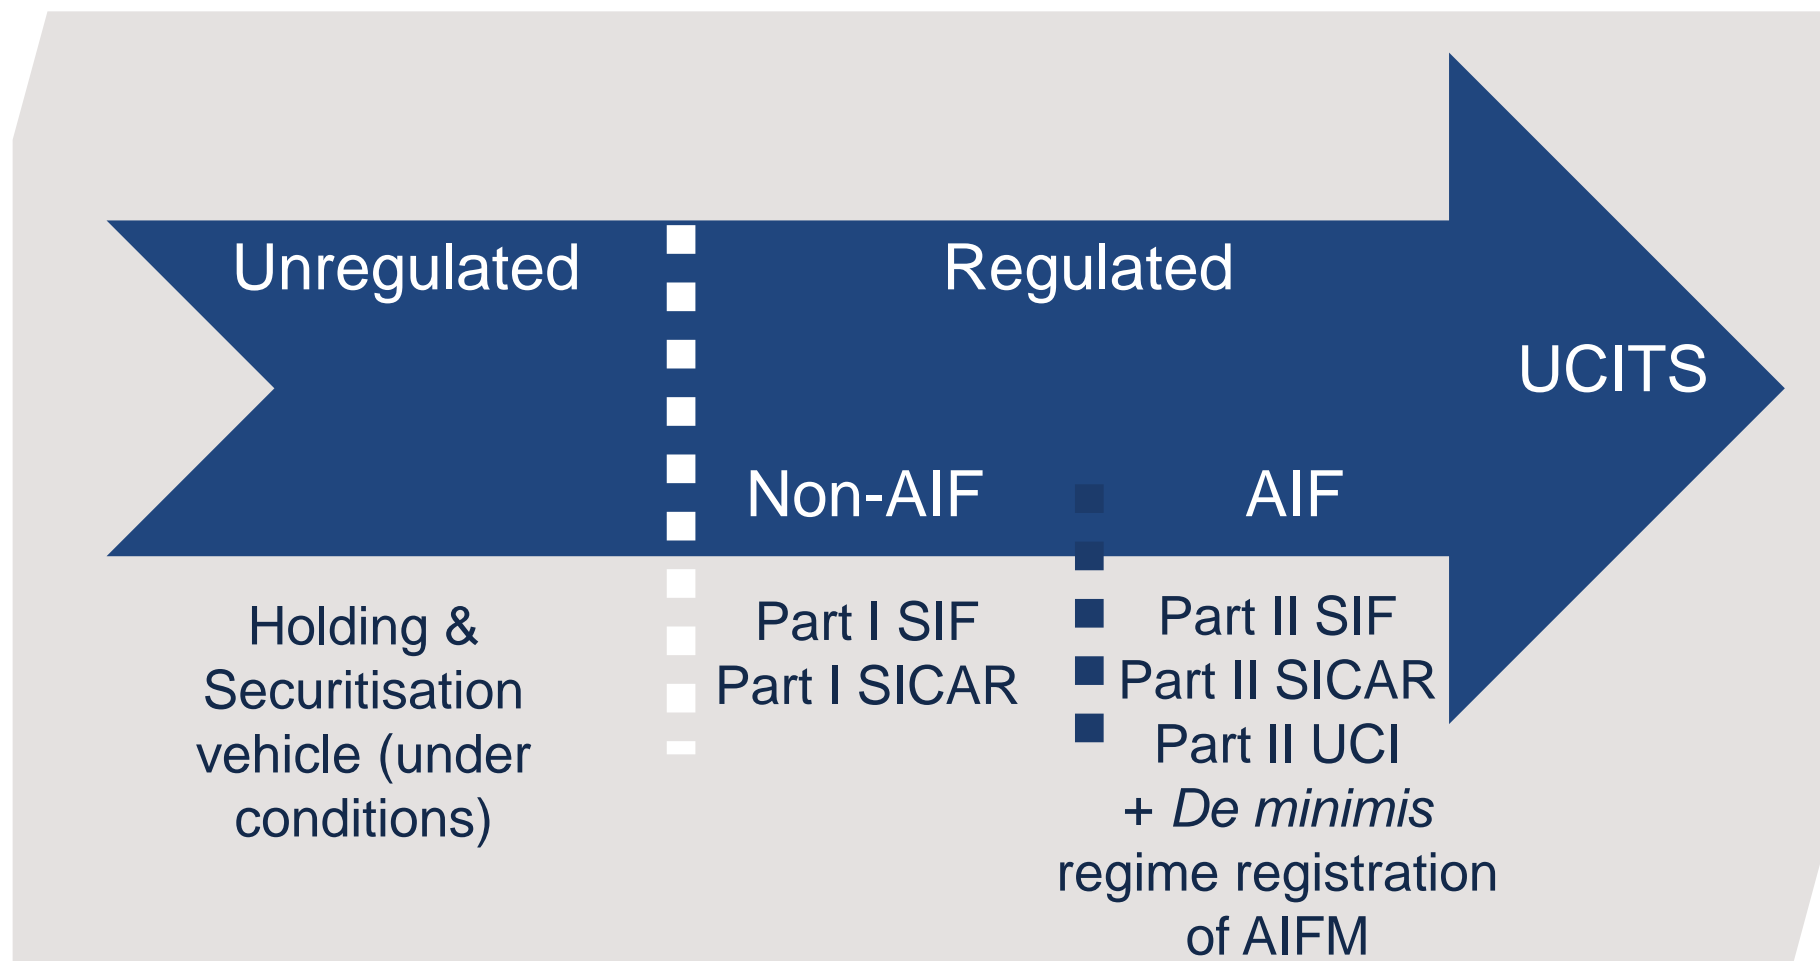 Unregulated
Regulated
UCITS
Non-AIF
AIF
Holding &
Securitisation
vehicle (under
conditions)
Part I SIF
Part I SICAR
Part II SIF
Part II SICAR
Part II UCI
+ De minimis
regime registration
of AIFM